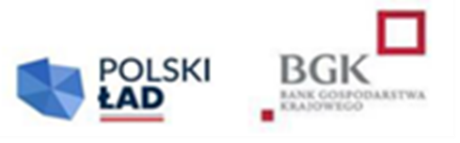 POLSKI
ŁAD
BGK
BANK GOSPODARSTWA
KRAJOWEGO